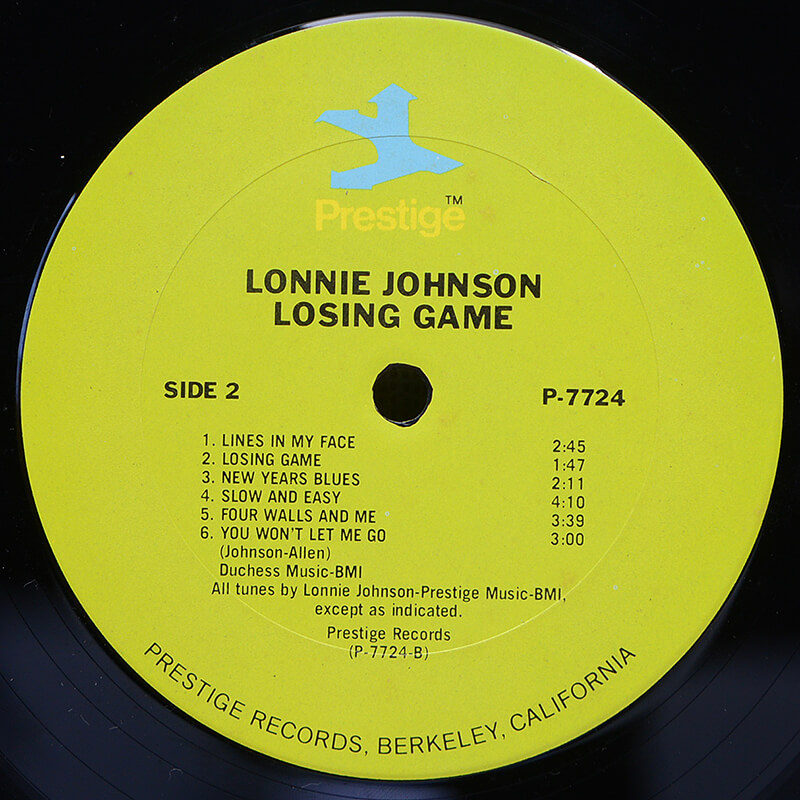 TM
Prestige
LONNIE JOHNSON
LOSING GAME
SIDE 2
P-7724
1. LINES IN MY FACE 2:45
2. LOSING GAME 1:47
3. NEW YEARS BLUES 2:11
4. SLOW AND EASY 4:10
5. FOUR WALLS AND ME 3:39
6. YOU WON'T LET ME GO 3:00
(Johnson-Allen)
Duchess Music-BMI
All tunes by Lonnie Johnson-Prestige Music-BMI,
except as indicated.
Prestige Records
(P-7724-B)
PRESTIGE RECORDS, BERKELEY, CALIFORNIA